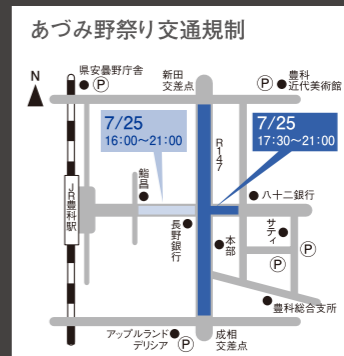 あづみ野祭り交通規制
N
県安曇野庁舎
P
新田
交差点
P
豊科
近代美術館
7/25
16:00〜21:00
R147
7/25
17:30〜21:00
JR豊科駅
鮨昌
八十二銀行
長野銀行
本部
サティ
P
P
豊科総合支所
アップルランド
デリシア
P
成相
交差点